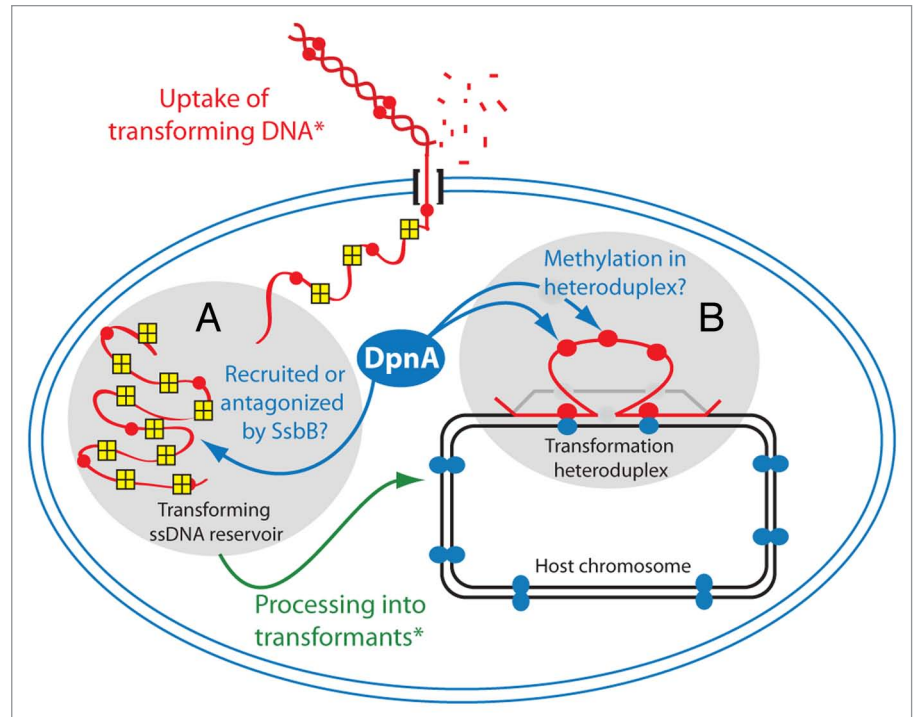 Uptake of
transforming DNA*
A
Recruited or
antagonized
by SsbB?
Transforming
ssDNA reservoir
DpnA
Methylation in
heteroduplex?
B
Transformation
heteroduplex
Host chromosome
Processing into
transformants*